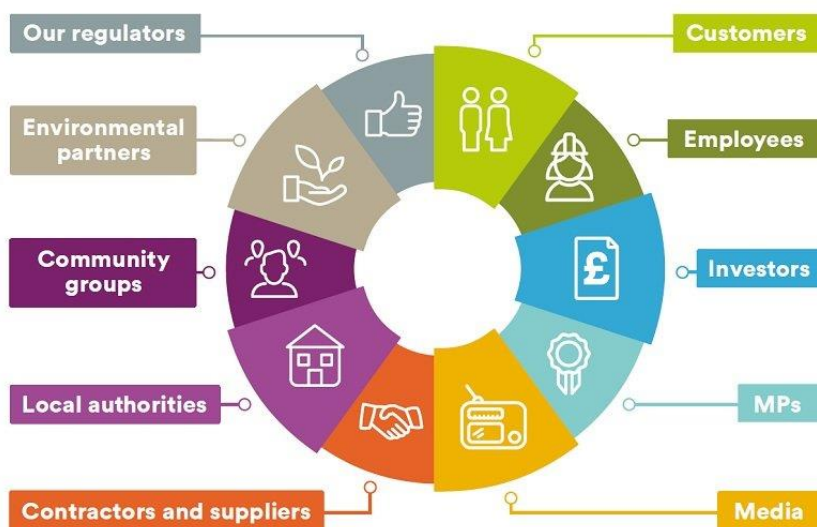 Our regulators
Customers
Environmental
partners
Employees
Community
groups
£
Investors
Local authorities
MPs
Contractors and suppliers
Media